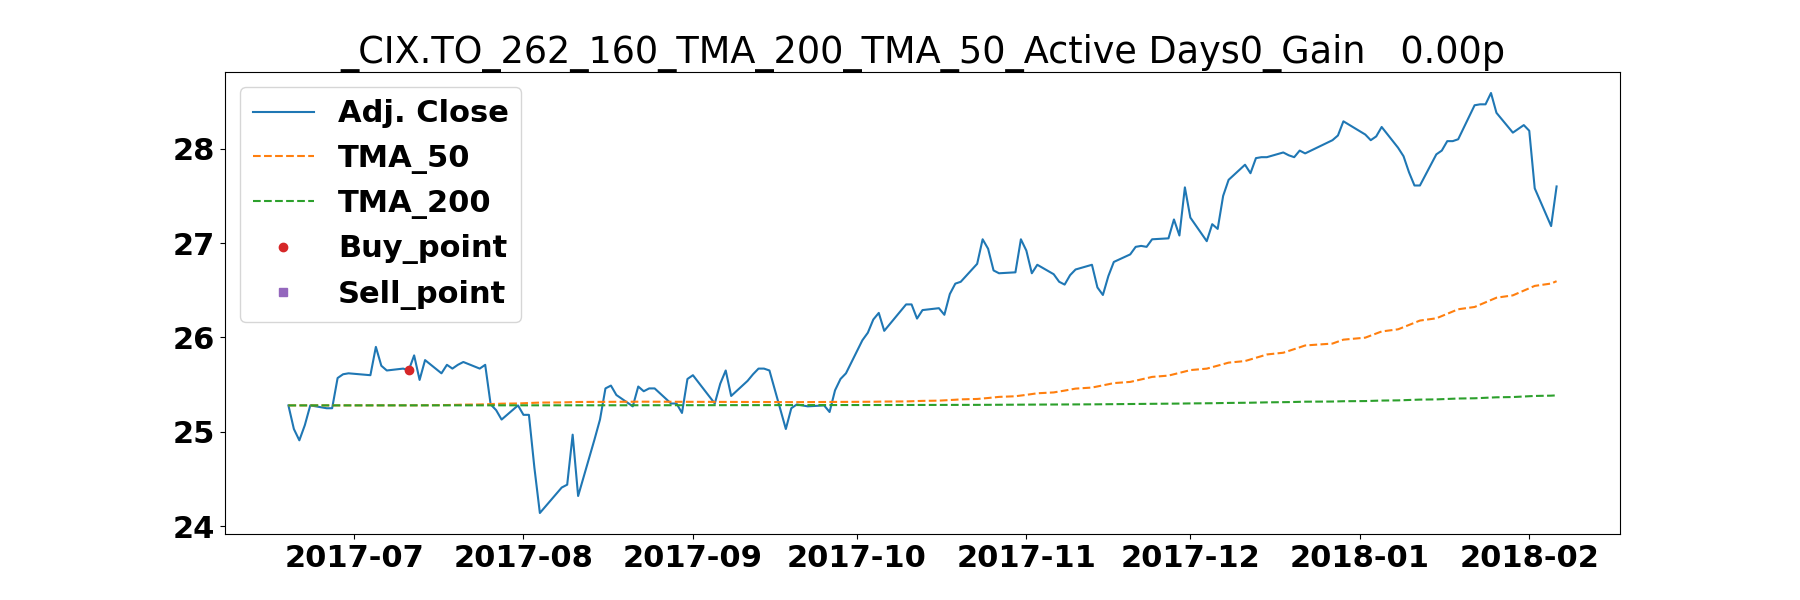 _CIX.TO_262_160_TMA_200_TMA_50_Active Days0_Gain   0.00p
Adj. Close
TMA_50
TMA_200
Buy_point
Sell_point
28
27
26
25
24
2017-07 2017-08 2017-09 2017-10 2017-11 2017-12 2018-01 2018-02